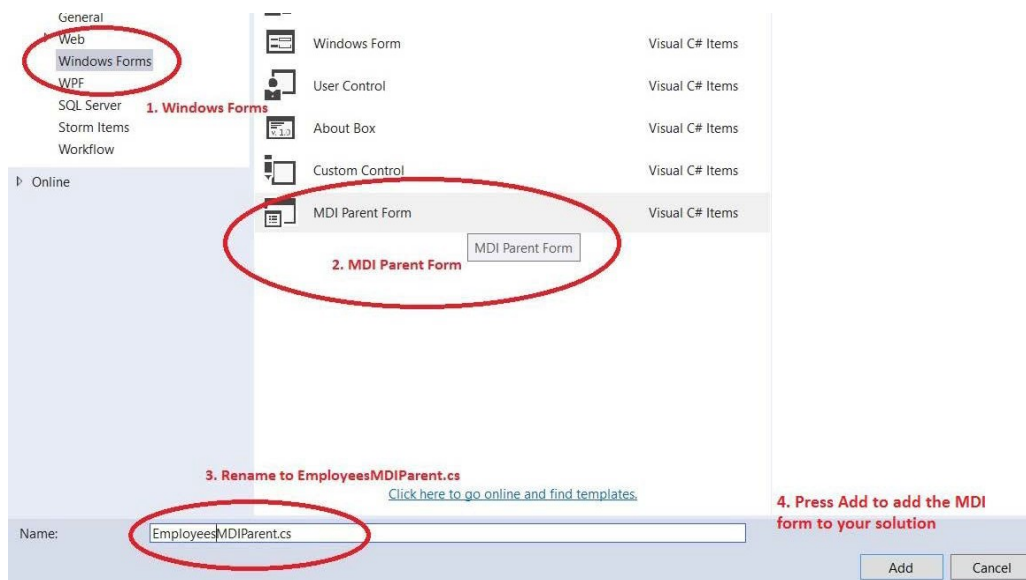 General
Web
Windows Forms
WPF
SQL Server
Storm Items
Workflow
Online
1. Windows Forms
Windows Form Visual C# Items
User Control Visual C# Items
v. 1.0
About Box Visual C# Items
Custom Control Visual C# Items
MDI Parent Form Visual C# Items
MDI Parent Form
2. MDI Parent Form
3. Rename to EmployeesMDIParent.cs
Click here to go online and find templates.
4. Press Add to add the MDI
form to your solution
Name: EmployeesMDIParent.cs
Add Cancel